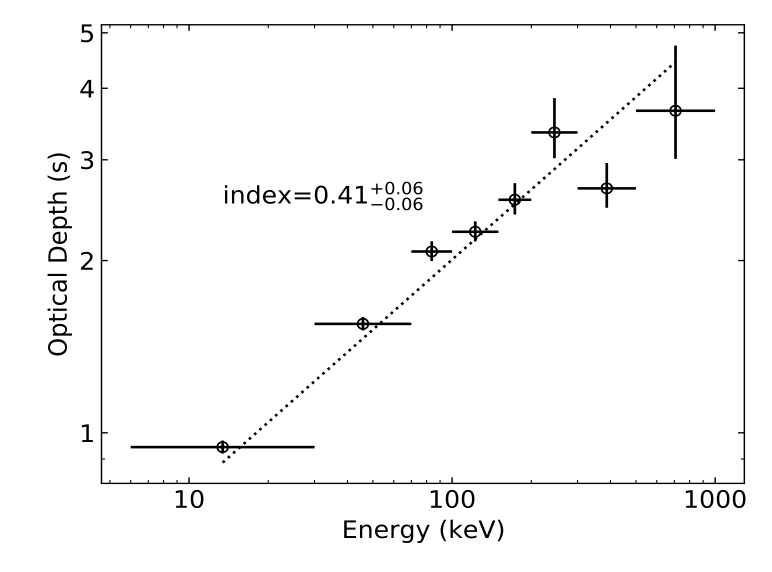 5
4
3
2
1
Optical Depth (s)
index=0.41^{+0.06}_{−0.06}
10 100 1000
Energy (keV)